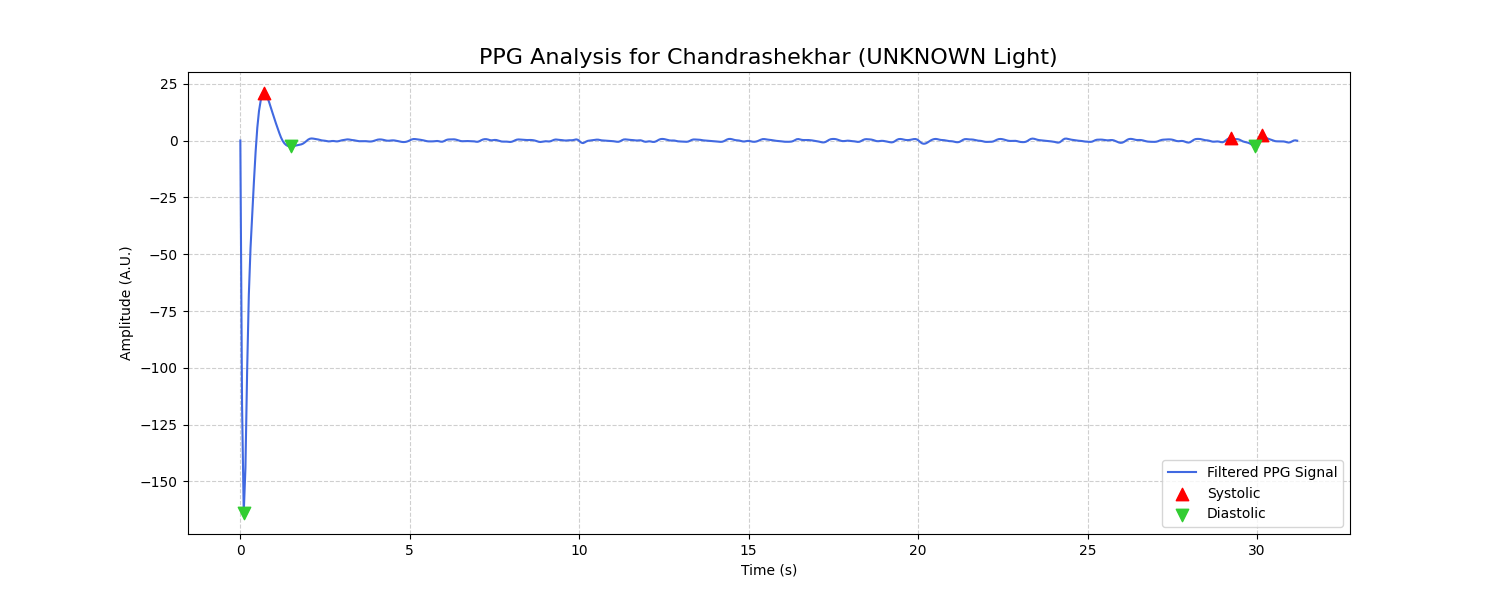 PPG Analysis for Chandrashekhar (UNKNOWN Light)
25
0
−25
−50
−75
−100
−125
−150
Amplitude (A.U.)
0 5 10 15 20 25 30
Time (s)
Filtered PPG Signal
Systolic
Diastolic